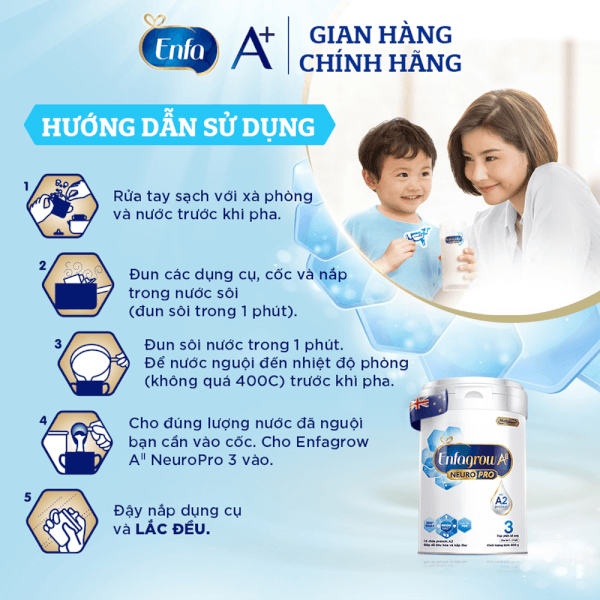 Enfa
A+
GIAN HÀNG
CHÍNH HÃNG
HƯỚNG DẪN SỬ DỤNG
1
Rửa tay sạch với xà phòng
và nước trước khi pha.
2
Đun các dụng cụ, cốc và nắp
trong nước sôi
(đun sôi trong 1 phút).
3
Đun sôi nước trong 1 phút.
Để nước nguội đến nhiệt độ phòng
(không quá 400C) trước khi pha.
4
Cho đúng lượng nước đã nguội
bạn cần vào cốc. Cho Enfagrow
AII NeuroPro 3 vào.
5
Đậy nắp dụng cụ
và LẮC ĐỀU.
Enfagrow AII
NEUROPRO
A2
3